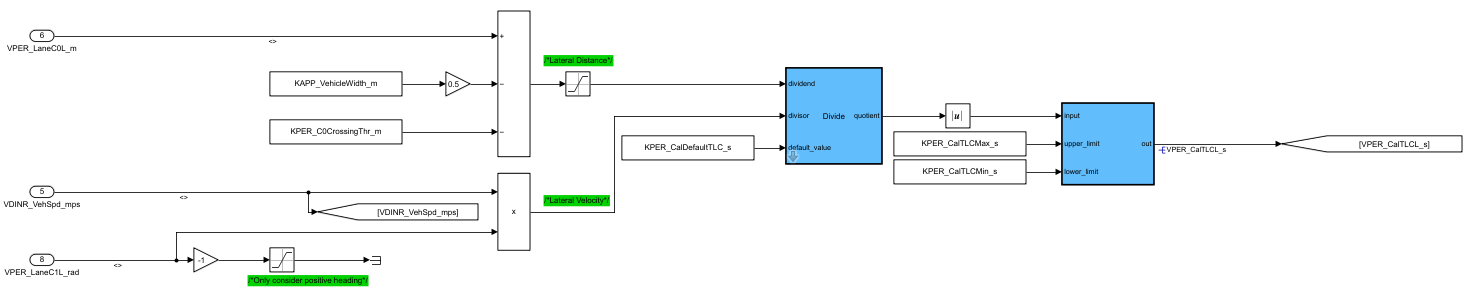 6
VPER_LaneC0L_m
<>
+
/*Lateral Distance*/
KAPP_VehicleWidth_m
0.5
−
KPER_C0CrossingThr_m
−
dividend
divisor
Divide
quotient
default_value
KPER_CalDefaultTLC_s
|u|
KPER_CalTLCMax_s
KPER_CalTLCMin_s
input
upper_limit
out
lower_limit
VPER_CalTLCL_s
[VPER_CalTLCL_s]
5
VDINR_VehSpd_mps
<>
[VDINR_VehSpd_mps]
x
/*Lateral Velocity*/
8
VPER_LaneC1L_rad
<>
-1
/*Only consider positive heading*/